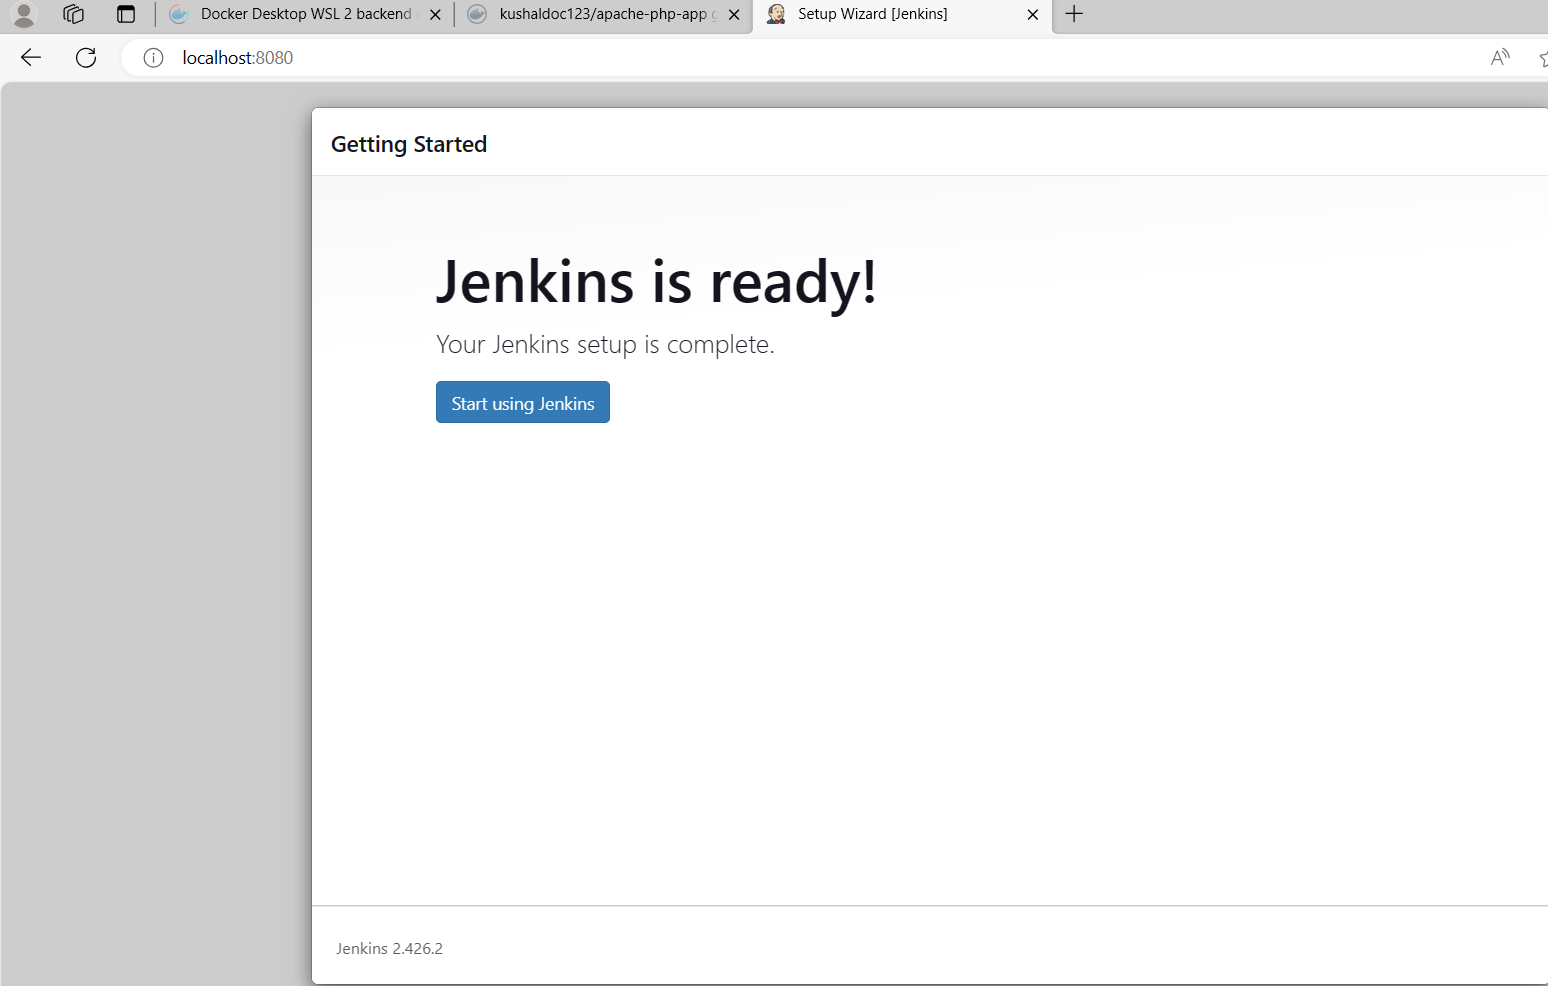 Docker Desktop WSL 2 backend
kushaldoc123/apache-php-app
Setup Wizard [Jenkins]
localhost:8080
Getting Started
Jenkins is ready!
Your Jenkins setup is complete.
Start using Jenkins
Jenkins 2.426.2